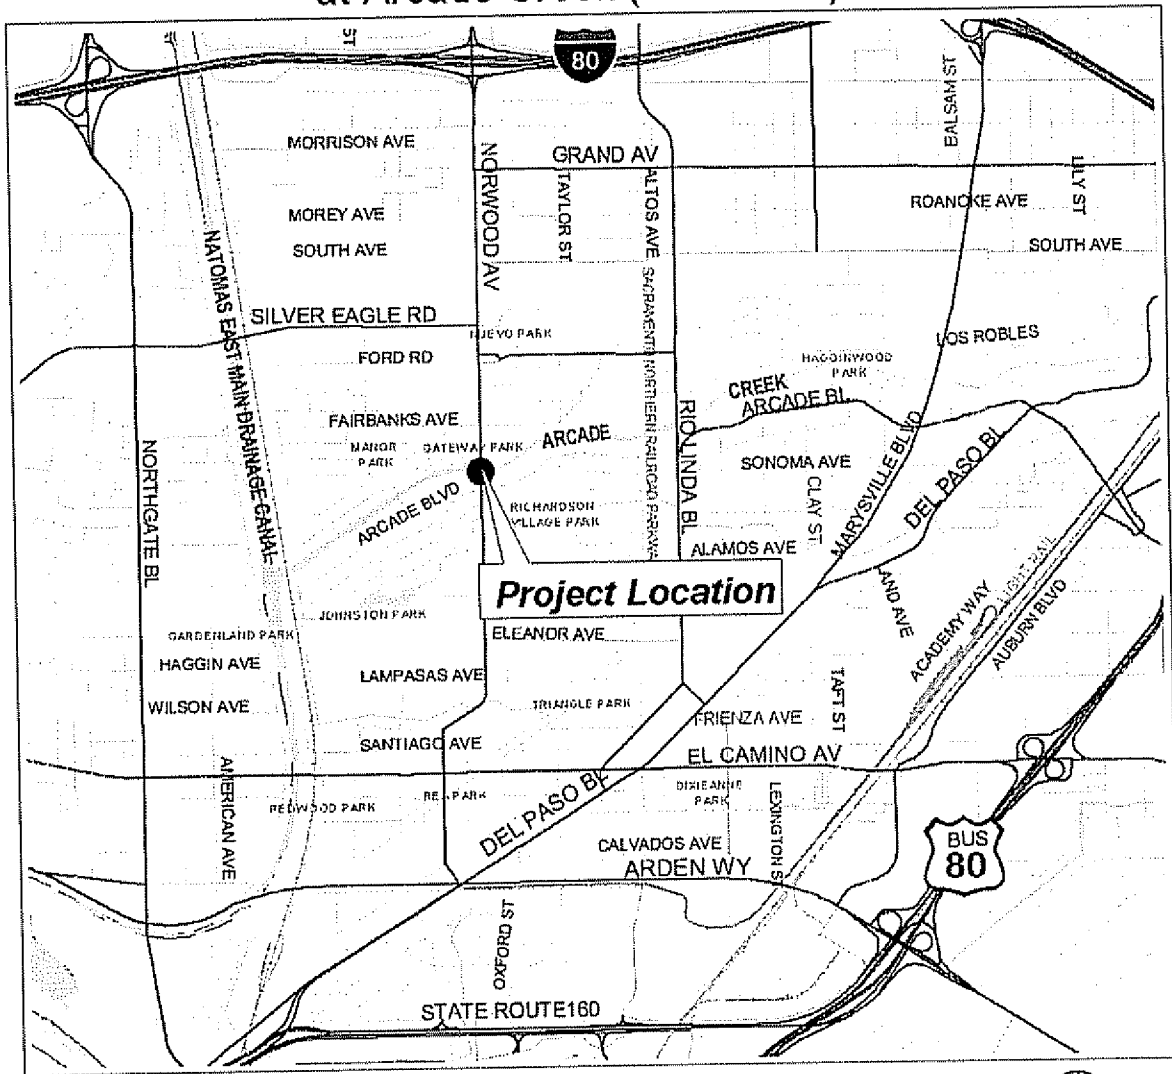 at Arcade Creek
ST
80
BALSAM ST
MORRISON AVE
NORWOOD AV
GRAND AV
TAYLOR ST
ALTOS AVE
LILY ST
ROANOKE AVE
MOREY AVE
SOUTH AVE
SOUTH AVE
NATOMAS EAST MAIN DRAINAGE CANAL
SACRAMENTO NORTHERN RAILROAD PARKWA
SILVER EAGLE RD
NUEVO PARK
LOS ROBLES
FORD RD
HAGGINWOOD
PARK
CREEK
ARCADE BL
FAIRBANKS AVE
RIO LINDA BL
MANOR
PARK
GATEWAY PARK
ARCADE
MARYSVILLE BLVD
DEL PASO BL
NORTHGATE BL
SONOMA AVE
CLAY ST
ARCADE BLVD
RICHARDSON
VILLAGE PARK
ALAMOS AVE
Project Location
LAND AVE
ACADEMY WAY
LIGHT RAIL
AUBURN BLVD
JOHNSTON PARK
GARDENLAND PARK
ELEANOR AVE
HAGGIN AVE
LAMPASAS AVE
TAFT ST
WILSON AVE
TRIANGLE PARK
FRIENZA AVE
SANTIAGO AVE
EL CAMINO AV
AMERICAN AVE
REDWOOD PARK
DEL PASO BL
DIXIEANNE
PARK
LEXINGTON S
CALVADOS AVE
ARDEN WY
BUS
80
OXFORD ST
STATE ROUTE160